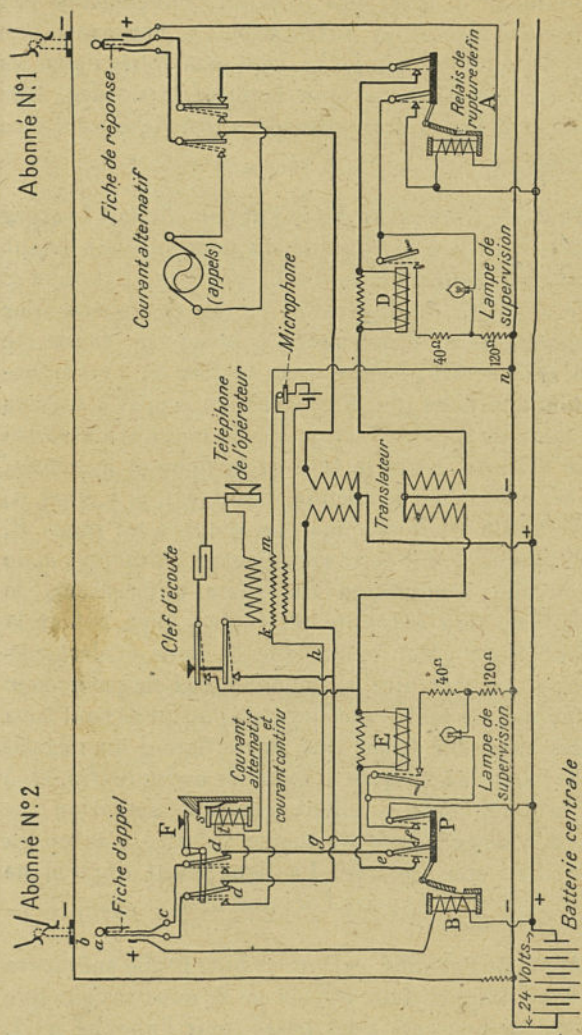 Abonné N°2
Abonné N°1
b
a
Fiche d'appel
c
+
−
Fiche de réponse
+
−
F
s
l
d
d
Courant
alternatif
et
courant continu
Clef d'écoute
Téléphone
de l'opérateur
Microphone
k
m
h
Courant alternatif
(appels)
g
e
f
P
B
E
40Ω
120Ω
Lampe de
supervision
Translateur
−
+
D
40Ω
120Ω
n
Lampe de
supervision
Relais de
rupture de fin
A
+
−
24 Volts
Batterie centrale